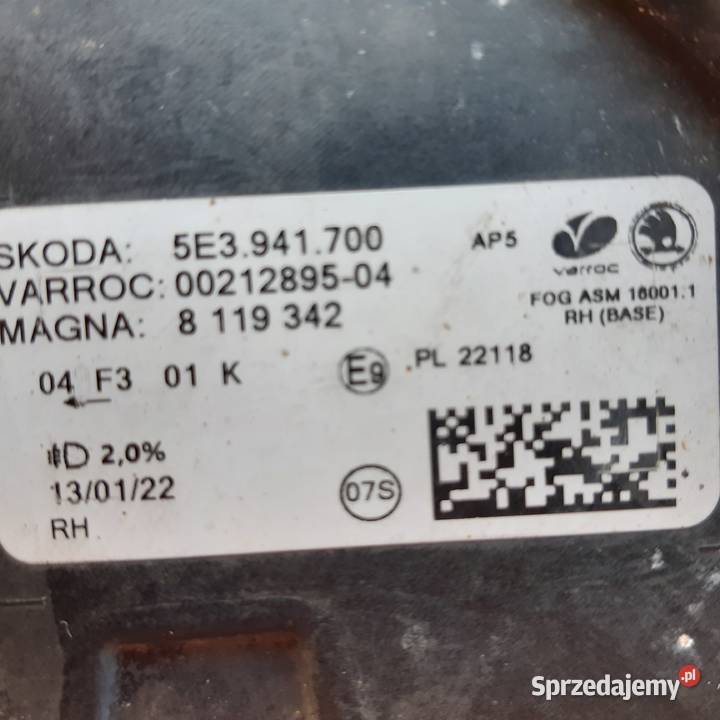 SKODA: 5E3.941.700
AP5
VARROC: 00212895-04
varroc
MAGNA: 8 119 342
FOG ASM 16001.1
RH (BASE)
04 F3 01 K
E9
PL 22118
2,0%
13/01/22
07S
RH
Sprzedajemy.pl